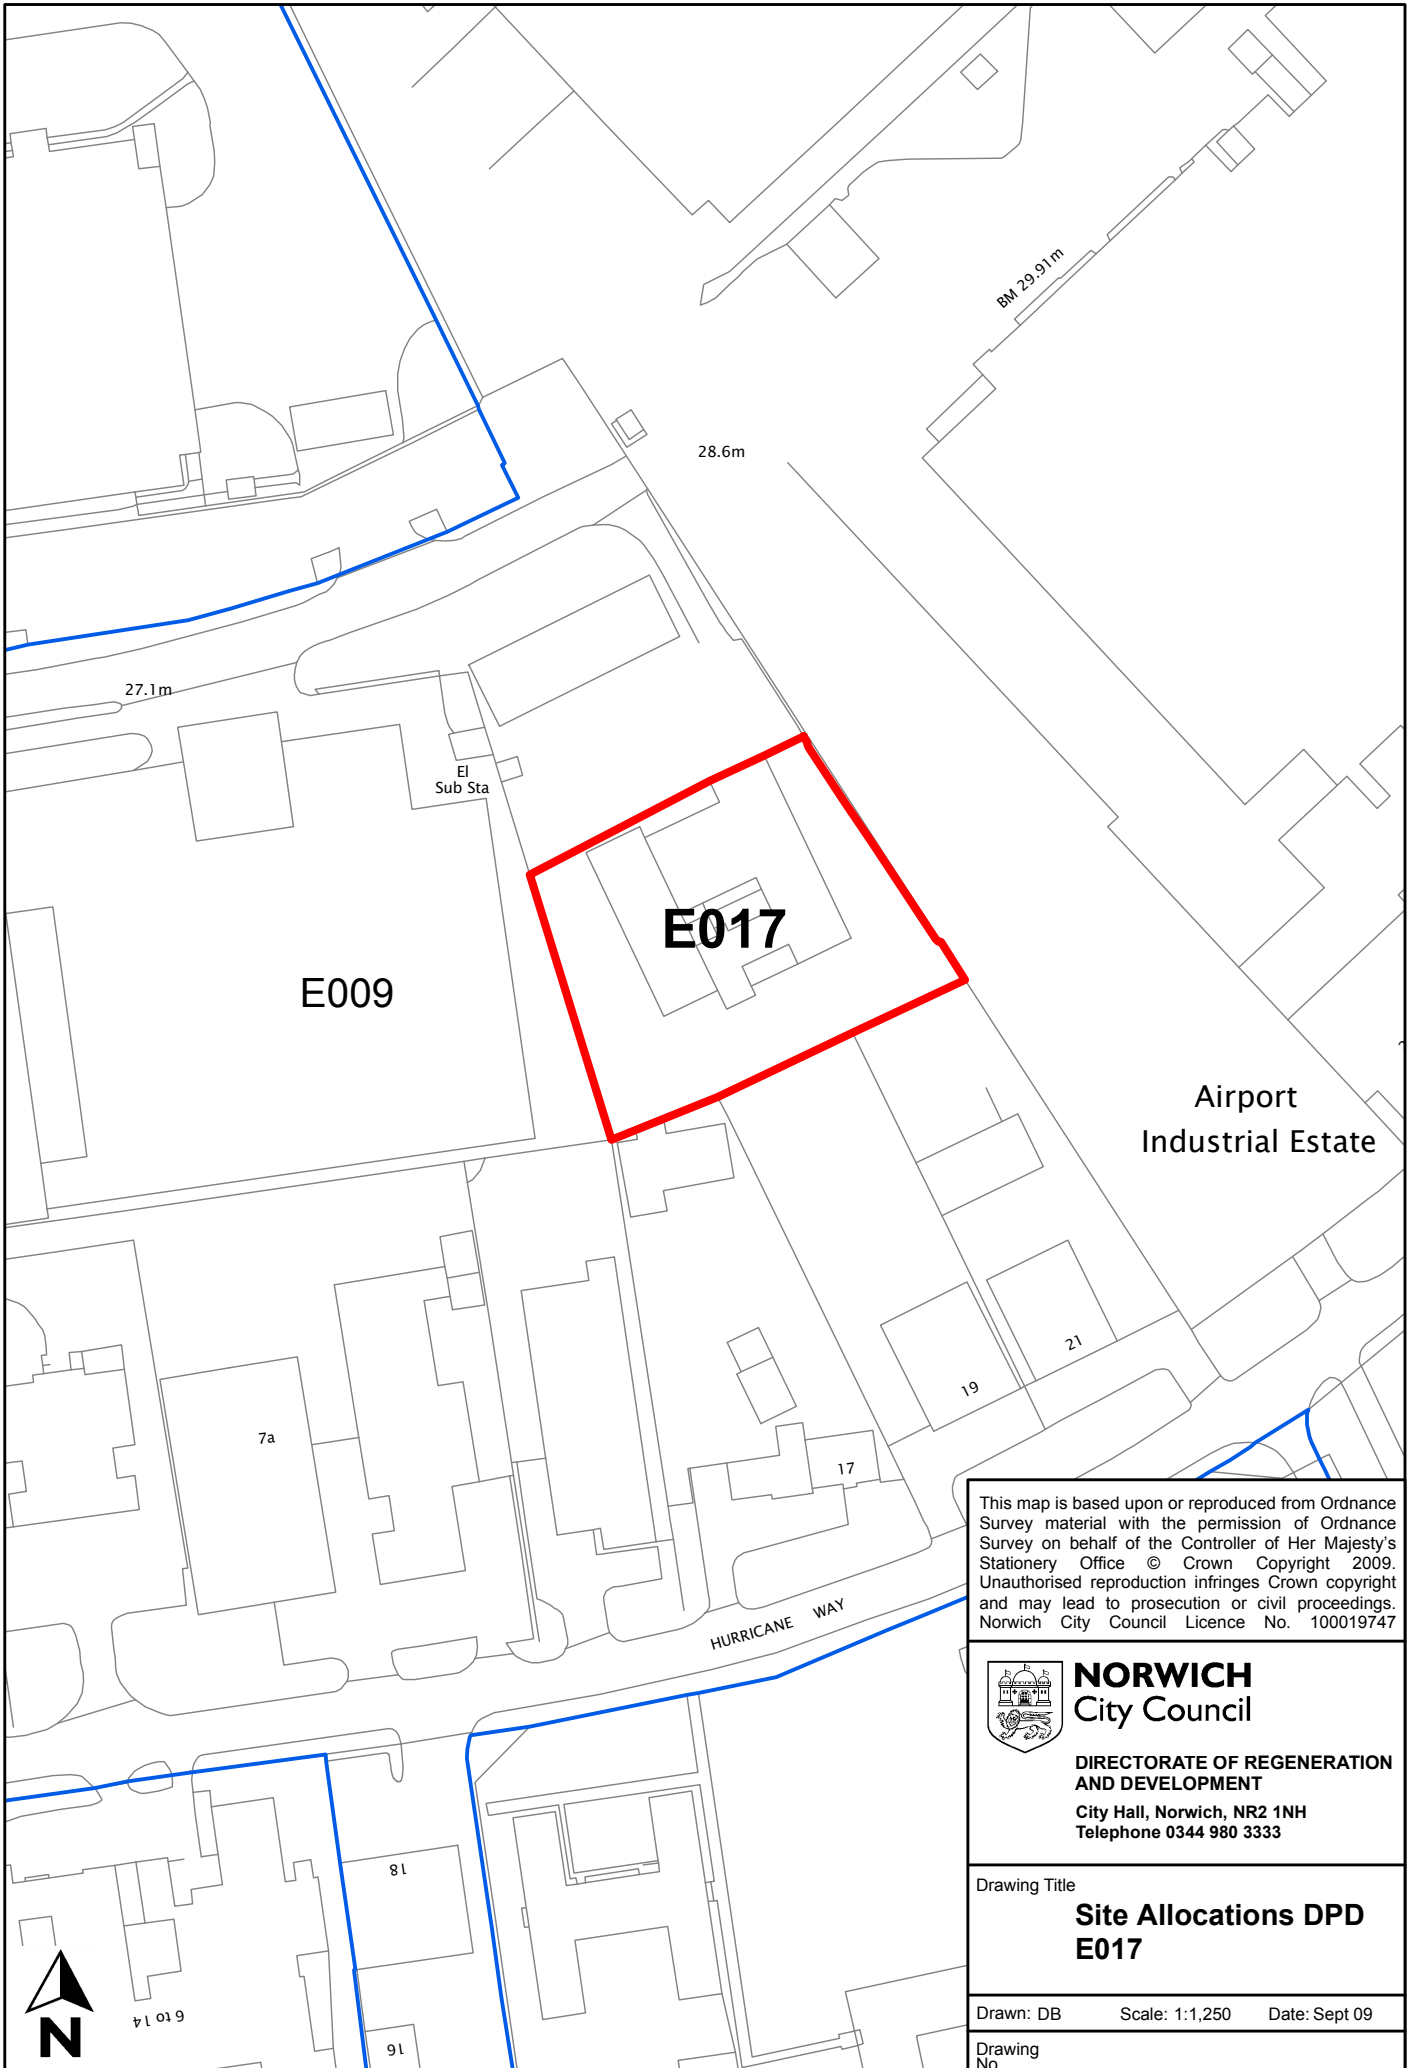 BM 29.91m
28.6m
27.1m
El
Sub Sta
E017
E009
Airport
Industrial Estate
21
19
7a
17
HURRICANE WAY
18
16
6 to 14
N
This map is based upon or reproduced from Ordnance
Survey material with the permission of Ordnance
Survey on behalf of the Controller of Her Majesty's
Stationery Office © Crown Copyright 2009.
Unauthorised reproduction infringes Crown copyright
and may lead to prosecution or civil proceedings.
Norwich City Council Licence No. 100019747
NORWICH
City Council
DIRECTORATE OF REGENERATION
AND DEVELOPMENT
City Hall, Norwich, NR2 1NH
Telephone 0344 980 3333
Drawing Title
Site Allocations DPD
E017
Drawn: DB Scale: 1:1,250 Date: Sept 09
Drawing
No